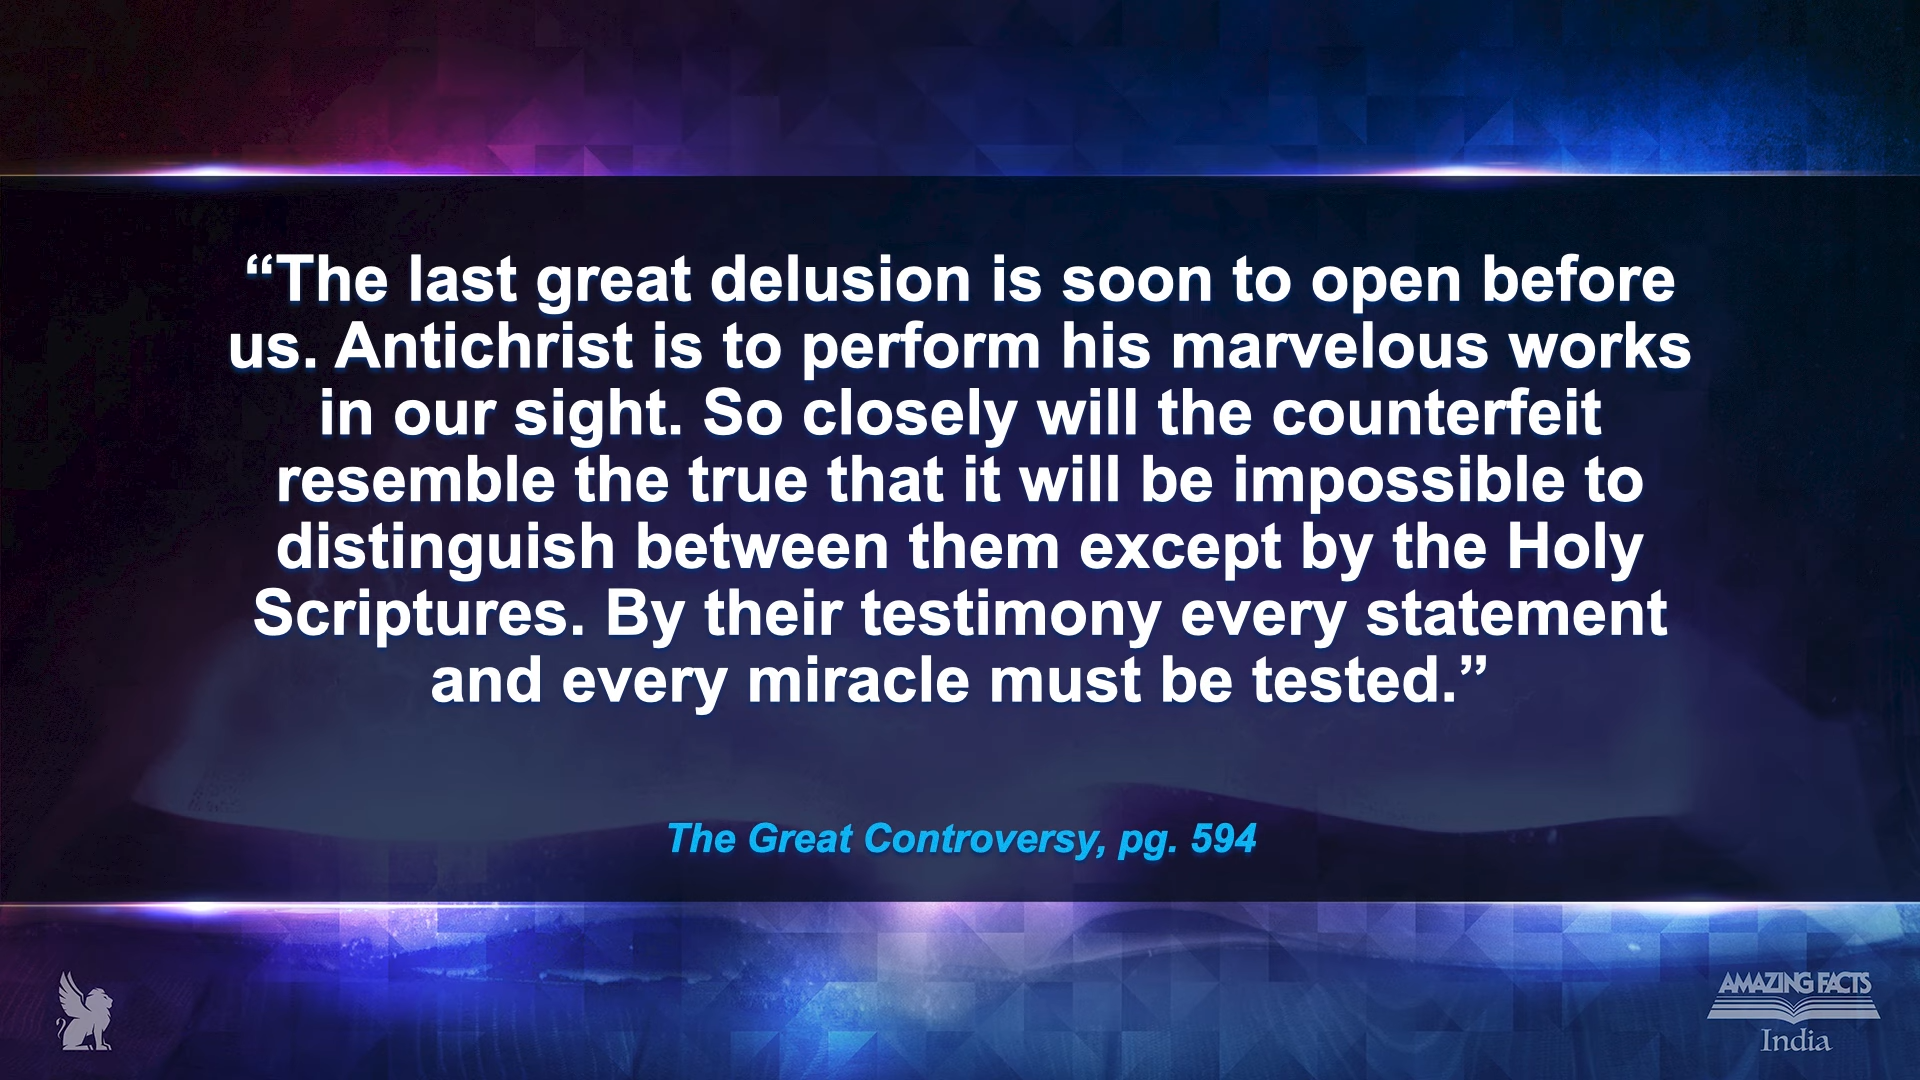 “The last great delusion is soon to open before
us. Antichrist is to perform his marvelous works
in our sight. So closely will the counterfeit
resemble the true that it will be impossible to
distinguish between them except by the Holy
Scriptures. By their testimony every statement
and every miracle must be tested.”
The Great Controversy, pg. 594
AMAZING FACTS
India